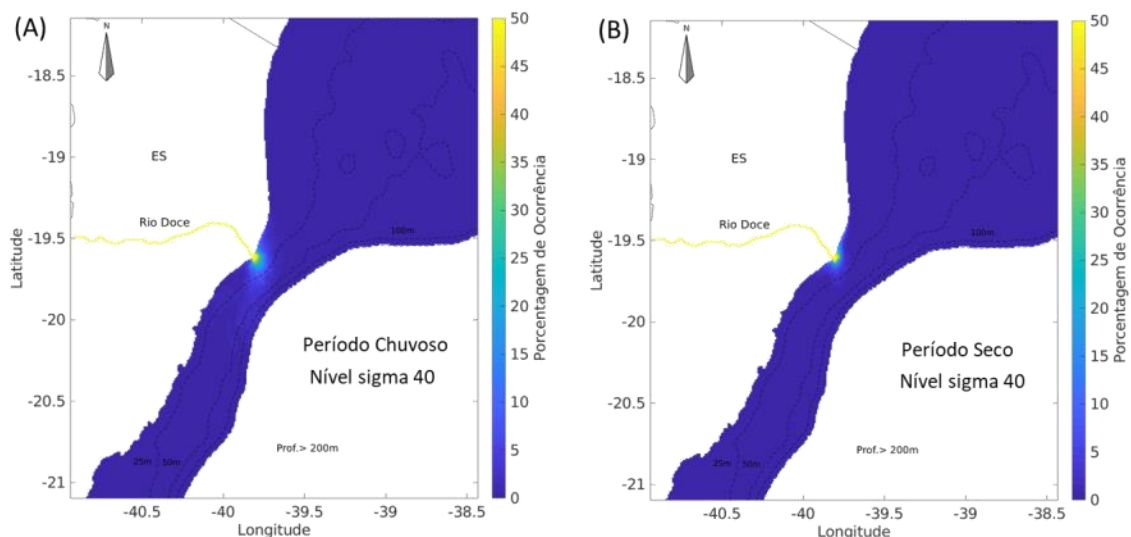 (A)
N
-18.5
-19
-19.5
-20
-20.5
-21
Latitude
ES
Rio Doce
100m
Período Chuvoso
Nível sigma 40
Prof.> 200m
25m
50m
-40.5
-40
-39.5
-39
-38.5
Longitude
50
45
40
35
30
25
20
15
10
5
0
Porcentagem de Ocorrência
(B)
N
-18.5
-19
-19.5
-20
-20.5
-21
Latitude
ES
Rio Doce
100m
Período Seco
Nível sigma 40
Prof.> 200m
25m
50m
-40.5
-40
-39.5
-39
-38.5
Longitude
50
45
40
35
30
25
20
15
10
5
0
Porcentagem de Ocorrência